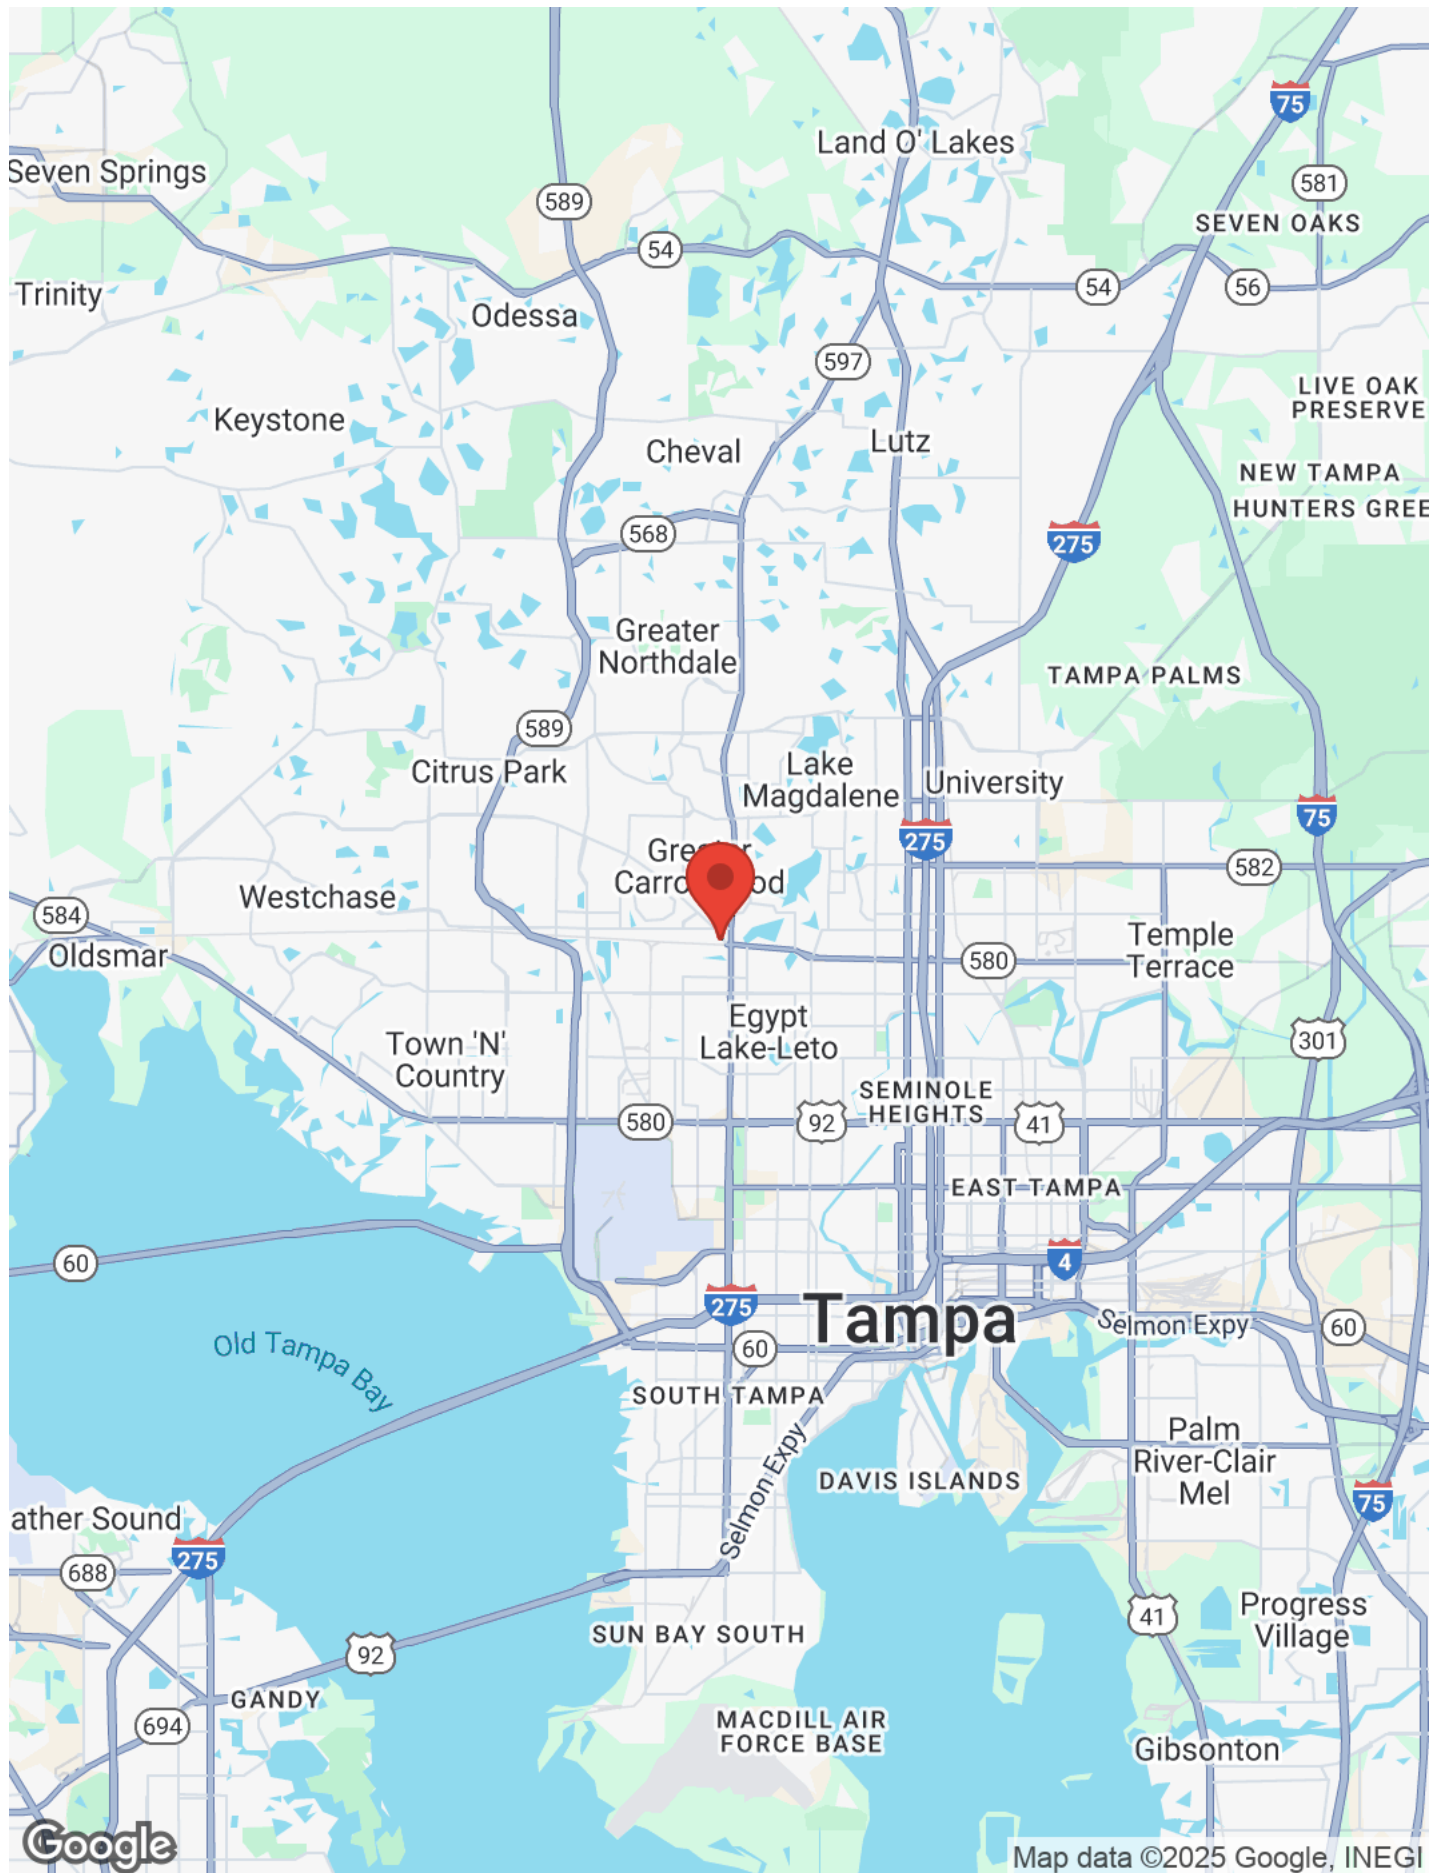 75
Land O' Lakes
Seven Springs
581
589
SEVEN OAKS
54
54
56
Trinity
Odessa
597
LIVE OAK
PRESERVE
Keystone
Cheval
Lutz
NEW TAMPA
HUNTERS GREE
568
275
Greater
Northdale
TAMPA PALMS
589
Citrus Park
Lake
Magdalene
University
75
275
Greater
582
Westchase
584
Oldsmar
Temple
Terrace
580
Egypt
Lake-Leto
301
Town 'N'
Country
SEMINOLE
HEIGHTS
580
92
41
EAST TAMPA
60
4
275
Tampa
Selmon Expy
60
60
Old Tampa Bay
SOUTH TAMPA
Palm
River-Clair
Mel
Selmon Expy
DAVIS ISLANDS
75
ather Sound
275
688
41
Progress
Village
SUN BAY SOUTH
92
GANDY
694
MACDILL AIR
FORCE BASE
Gibsonton
Google
Map data ©2025 Google, INEGI